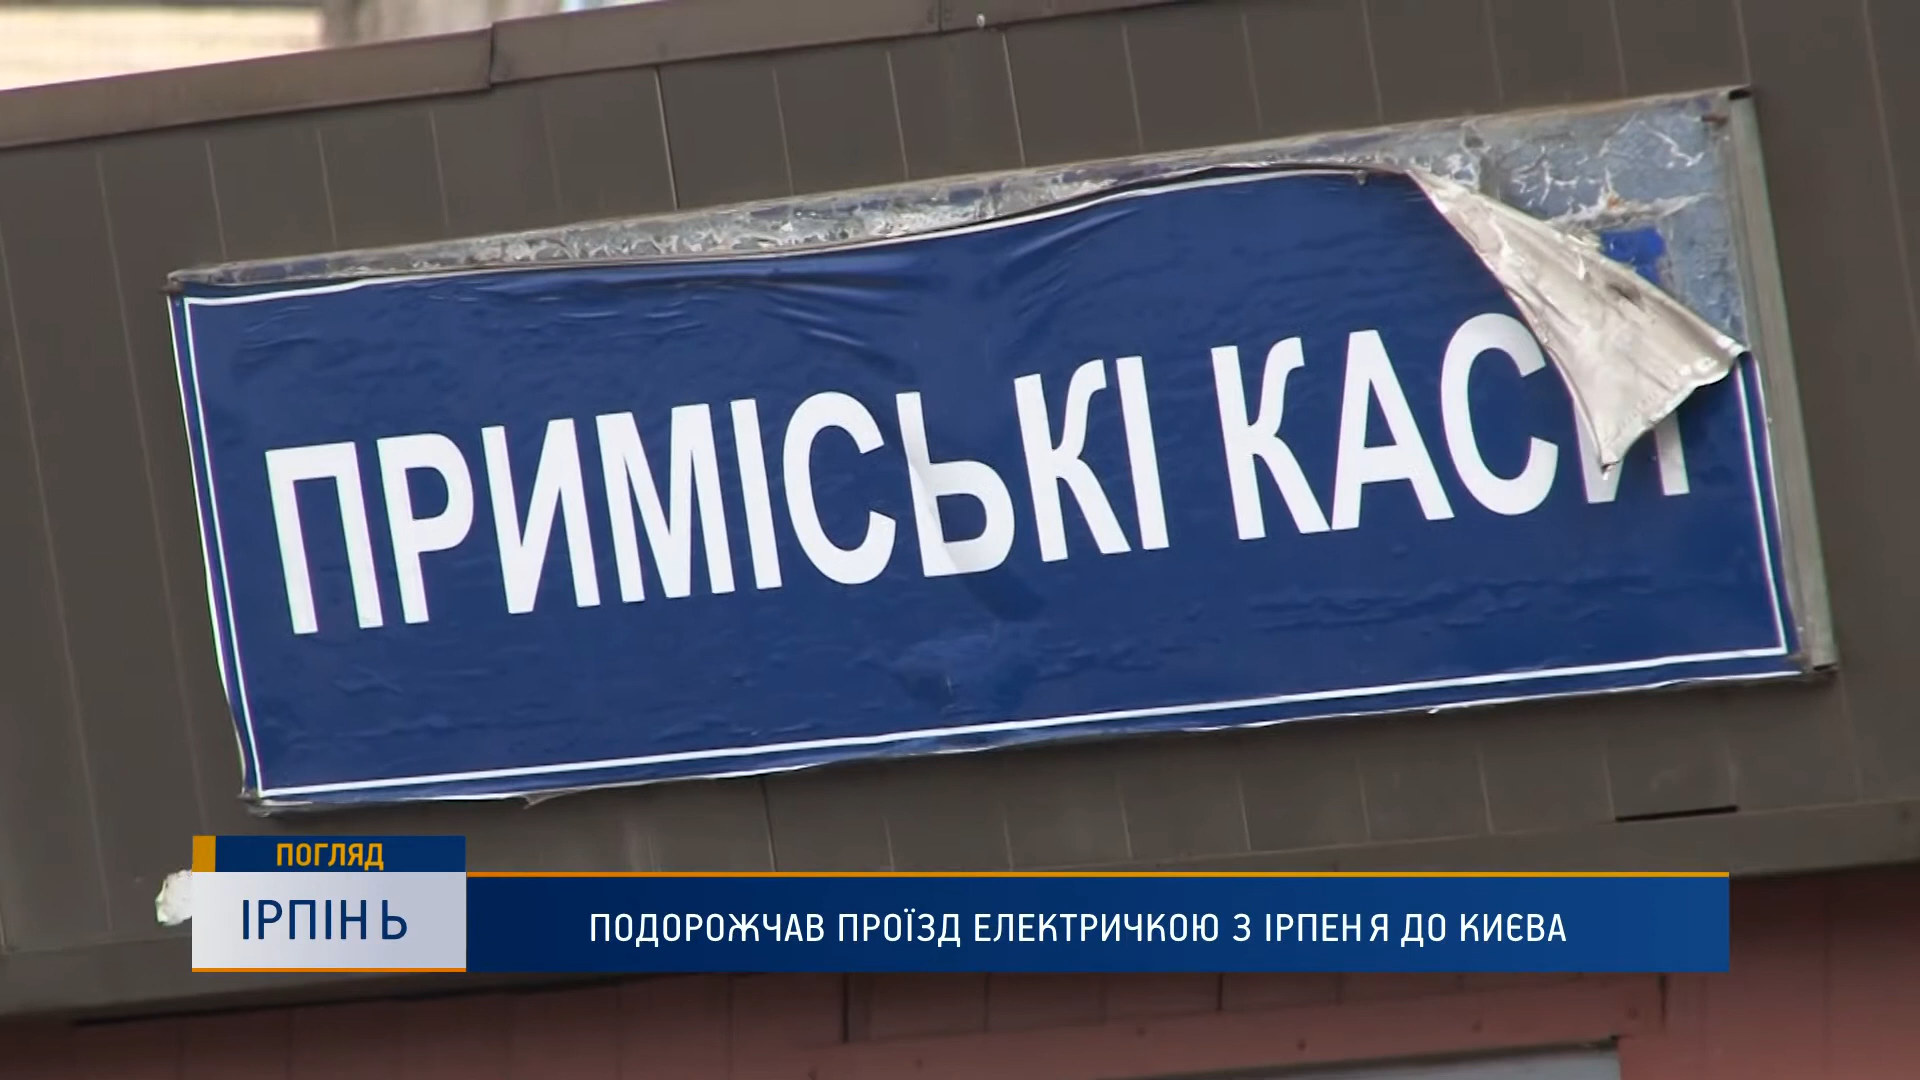 ПРИМІСЬКІ КАСИ
ПОГЛЯД
ІРПІНЬ
ПОДОРОЖЧАВ ПРОЇЗД ЕЛЕКТРИЧКОЮ З ІРПЕНЯ ДО КИЄВА